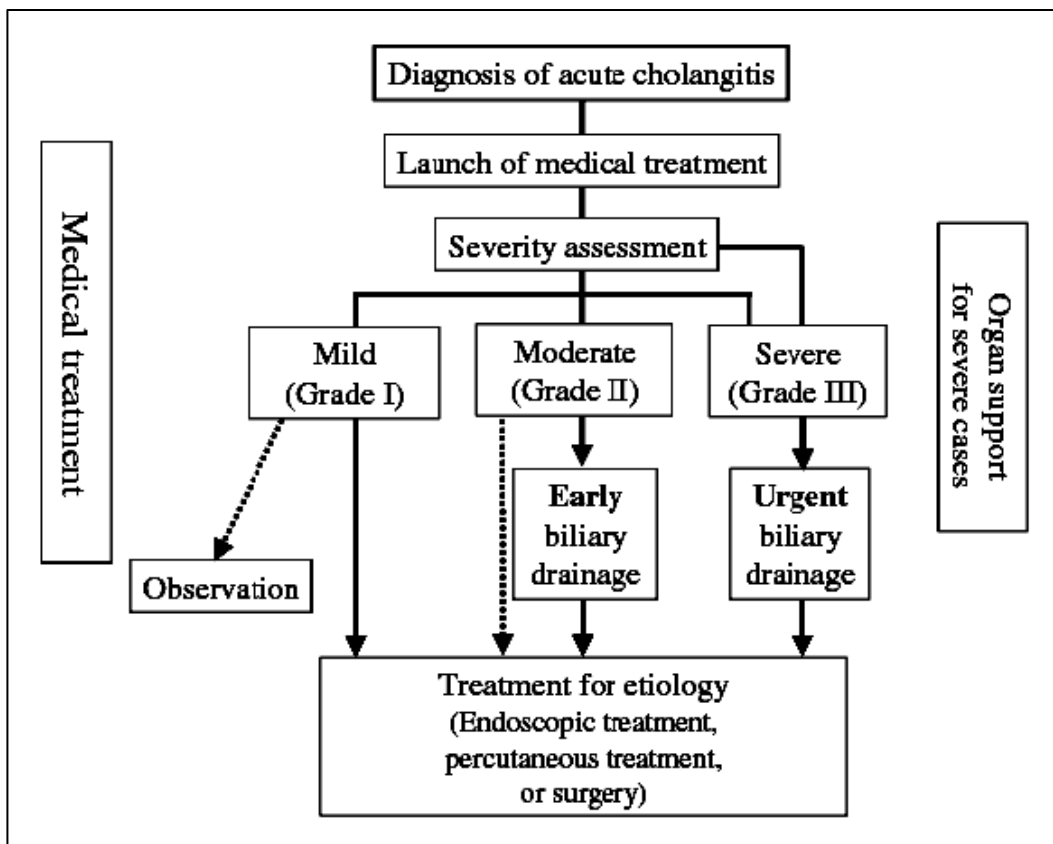 Diagnosis of acute cholangitis
Launch of medical treatment
Severity assessment
Medical treatment
Organ support
for severe cases
Mild
(Grade I)
Moderate
(Grade II)
Severe
(Grade III)
Early
biliary
drainage
Urgent
biliary
drainage
Observation
Treatment for etiology
(Endoscopic treatment,
percutaneous treatment,
or surgery)